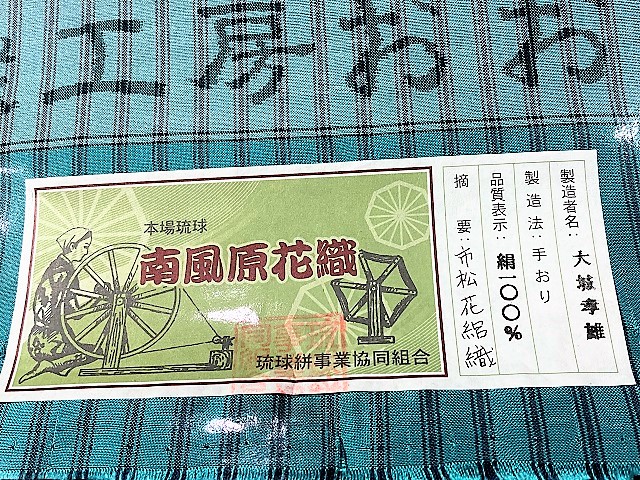 工房おお
本場琉球
南風原花織
琉球絣事業協同組合
製造者名:大城孝雄
製造法:手おり
品質表示:絹一〇〇%
摘要:市松花絽織